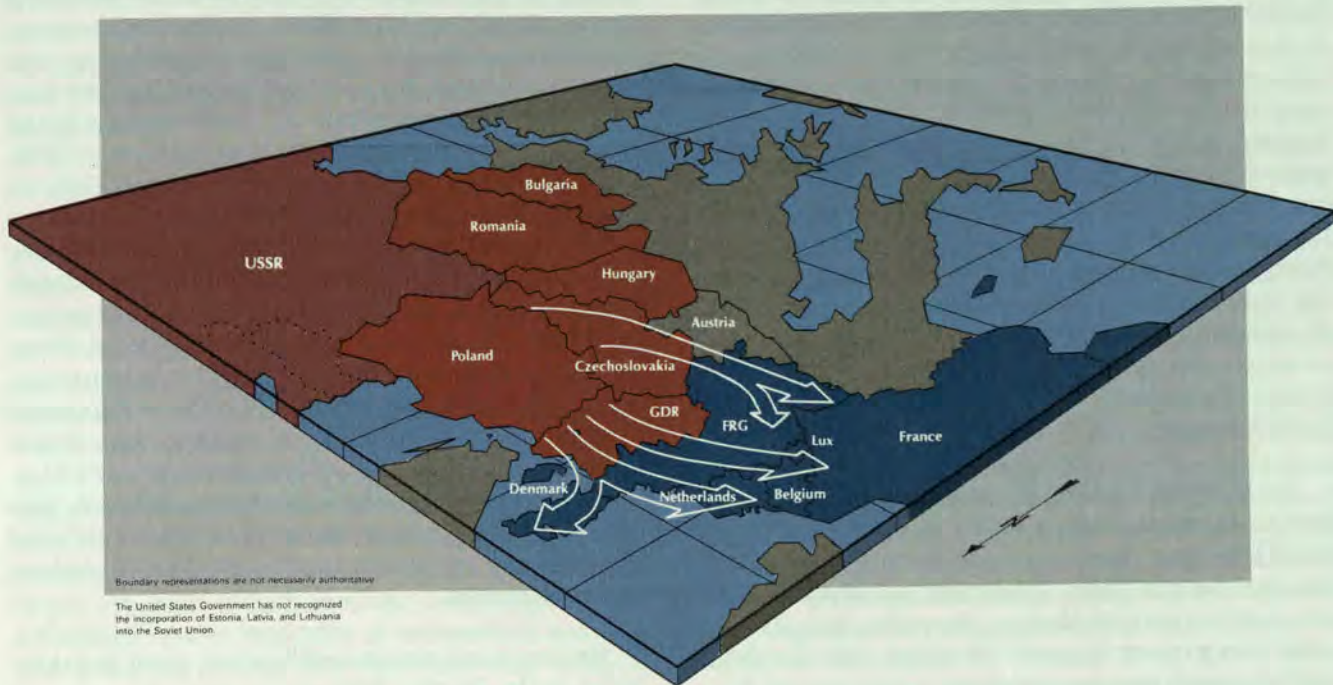 Bulgaria
Romania
USSR
Hungary
Austria
Poland
Czechoslovakia
GDR
FRG
Lux
France
Denmark
Netherlands
Belgium
N
Boundary representations are not necessarily authoritative
The United States Government has not recognized
the incorporation of Estonia, Latvia, and Lithuania
into the Soviet Union.